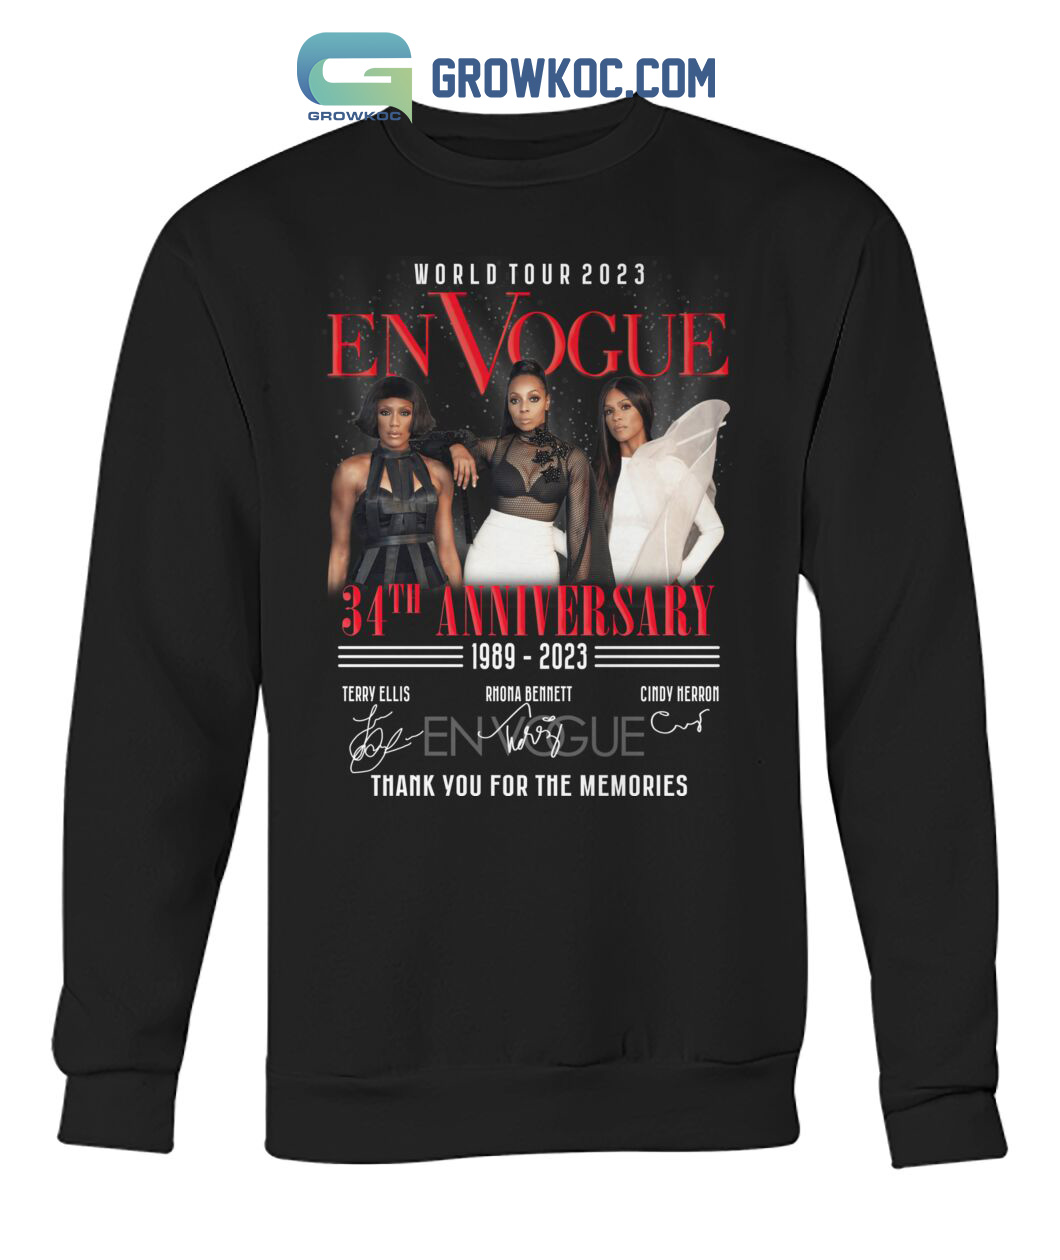 GROWKOC.COM
GROWKOC
WORLD TOUR 2023
EN VOGUE
34TH ANNIVERSARY
1989 - 2023
TERRY ELLIS RHONA BENNETT CINDY HERRON
EN VOGUE
THANK YOU FOR THE MEMORIES